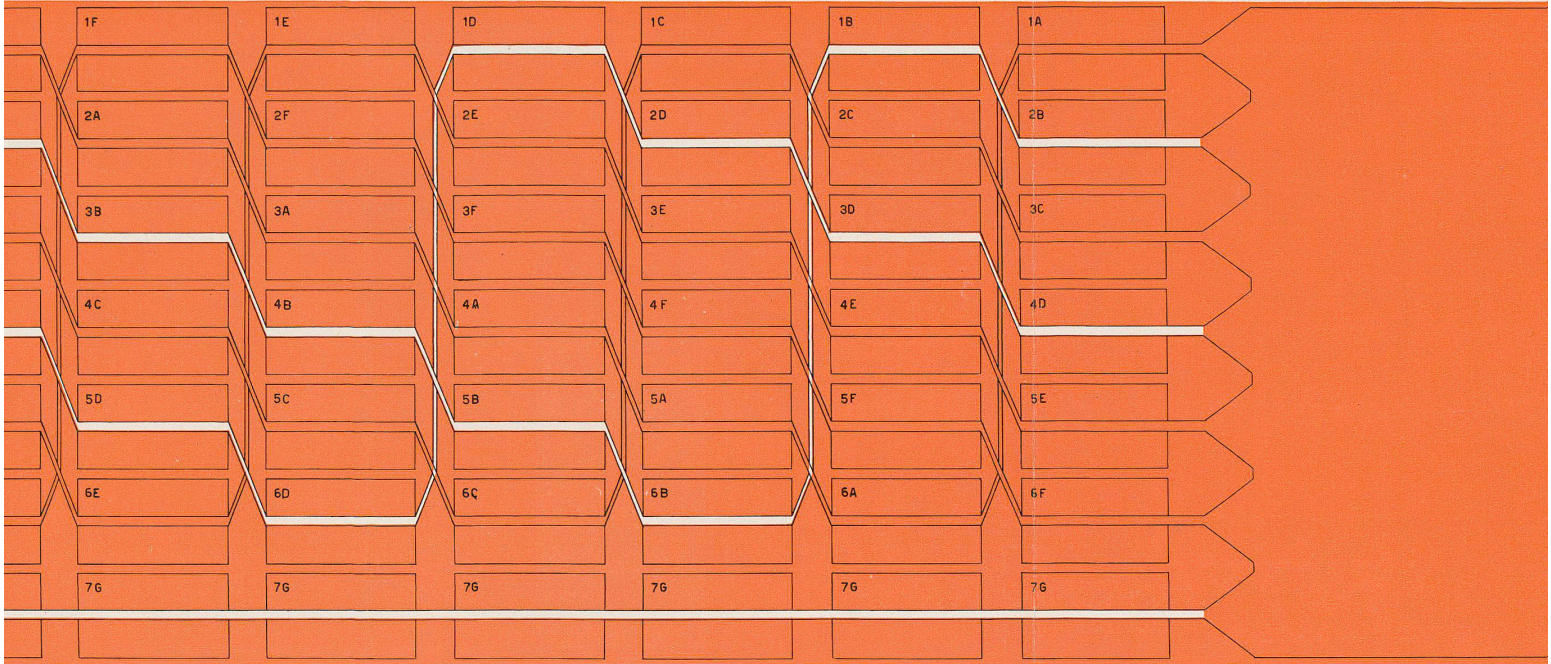 1F 1E 1D 1C 1B 1A
2A 2F 2E 2D 2C 2B
3B 3A 3F 3E 3D 3C
4C 4B 4A 4F 4E 4D
5D 5C 5B 5A 5F 5E
6E 6D 6C 6B 6A 6F
7G 7G 7G 7G 7G 7G